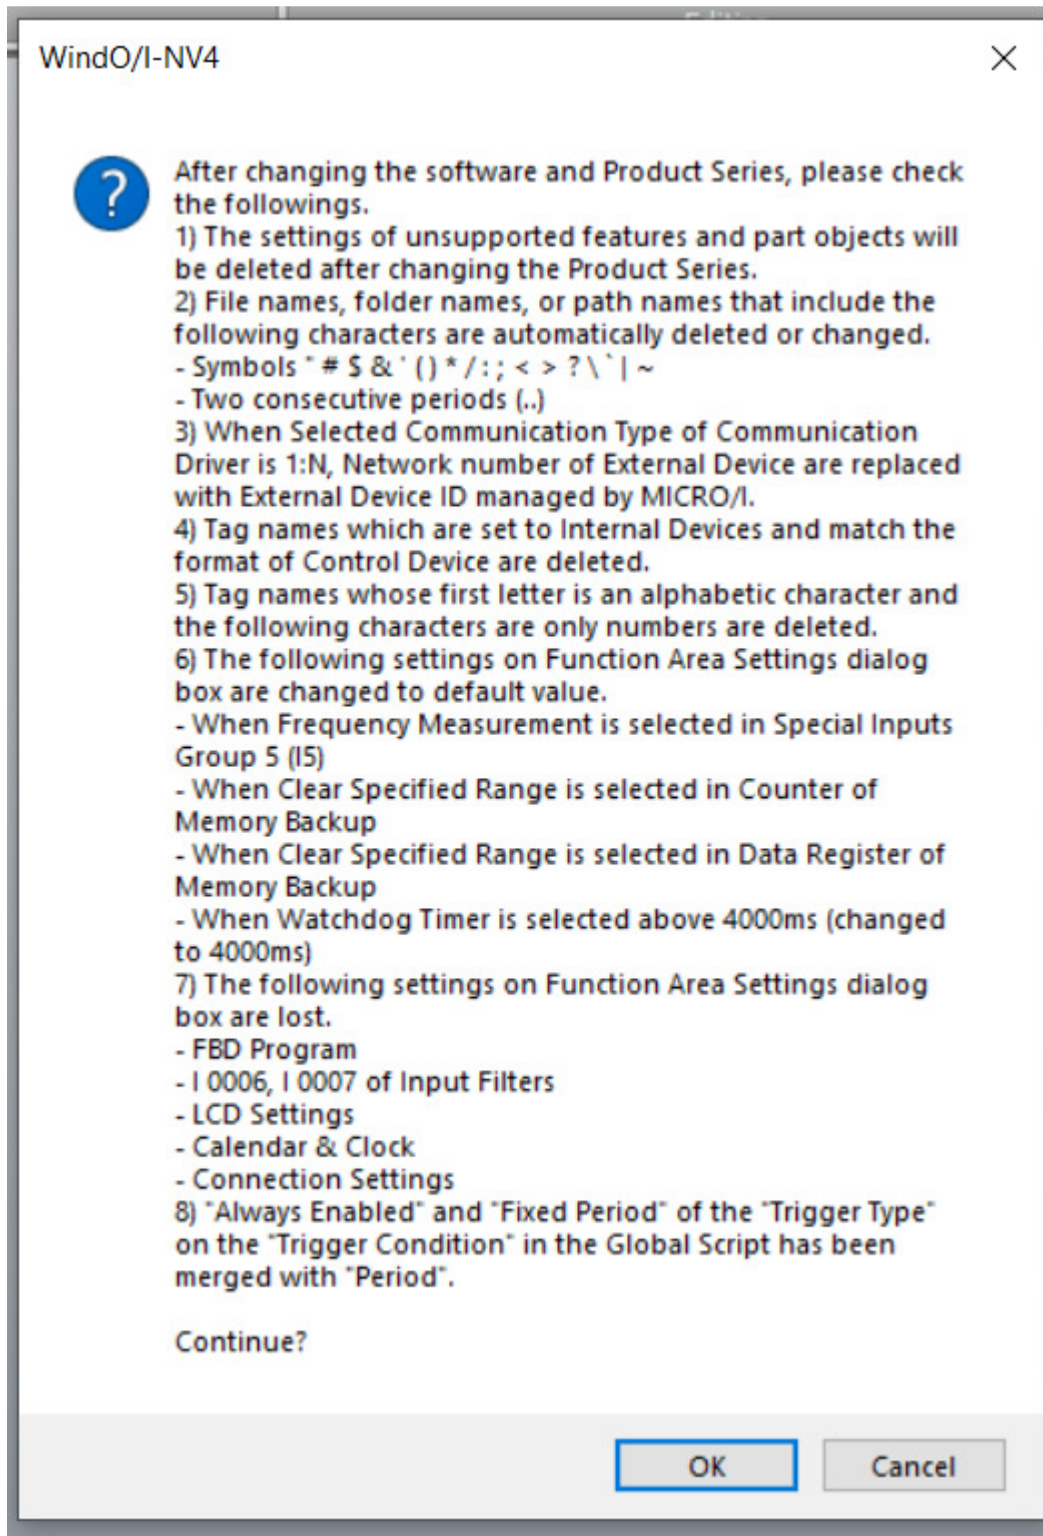 WindO/I-NV4
After changing the software and Product Series, please check
the followings.
1) The settings of unsupported features and part objects will
be deleted after changing the Product Series.
2) File names, folder names, or path names that include the
following characters are automatically deleted or changed.
- Symbols " # $ & ' ( ) * / : ; < > ? \ ` | ~
- Two consecutive periods (..)
3) When Selected Communication Type of Communication
Driver is 1:N, Network number of External Device are replaced
with External Device ID managed by MICRO/I.
4) Tag names which are set to Internal Devices and match the
format of Control Device are deleted.
5) Tag names whose first letter is an alphabetic character and
the following characters are only numbers are deleted.
6) The following settings on Function Area Settings dialog
box are changed to default value.
- When Frequency Measurement is selected in Special Inputs
Group 5 (I5)
- When Clear Specified Range is selected in Counter of
Memory Backup
- When Clear Specified Range is selected in Data Register of
Memory Backup
- When Watchdog Timer is selected above 4000ms (changed
to 4000ms)
7) The following settings on Function Area Settings dialog
box are lost.
- FBD Program
- I 0006, I 0007 of Input Filters
- LCD Settings
- Calendar & Clock
- Connection Settings
8) "Always Enabled" and "Fixed Period" of the "Trigger Type"
on the "Trigger Condition" in the Global Script has been
merged with "Period".
Continue?
OK Cancel